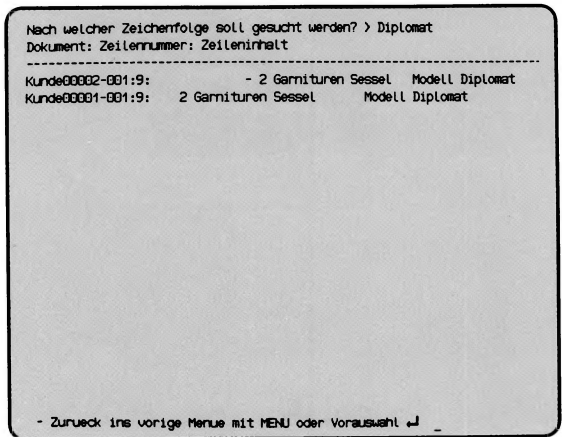 Nach welcher Zeichenfolge soll gesucht werden? > Diplomat
Dokument: Zeilennummer: Zeileninhalt
Kunde00002-001:9: - 2 Garnituren Sessel Modell Diplomat
Kunde00001-001:9: 2 Garnituren Sessel Modell Diplomat
- Zurueck ins vorige Menue mit MENU oder Vorauswahl ↵ _